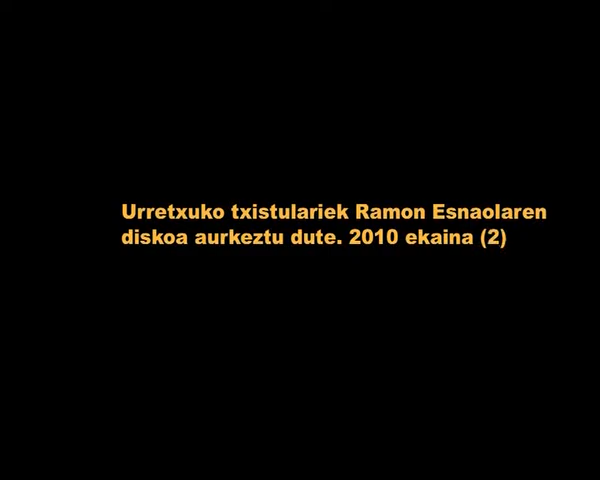 Urretxuko txistulariek Ramon Esnaolaren
diskoa aurkeztu dute. 2010 ekaina (2)